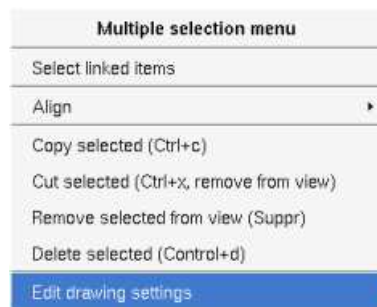 Multiple selection menu
Select linked items
Align
Copy selected (Ctrl+c)
Cut selected (Ctrl+x, remove from view)
Remove selected from view (Suppr)
Delete selected (Control+d)
Edit drawing settings